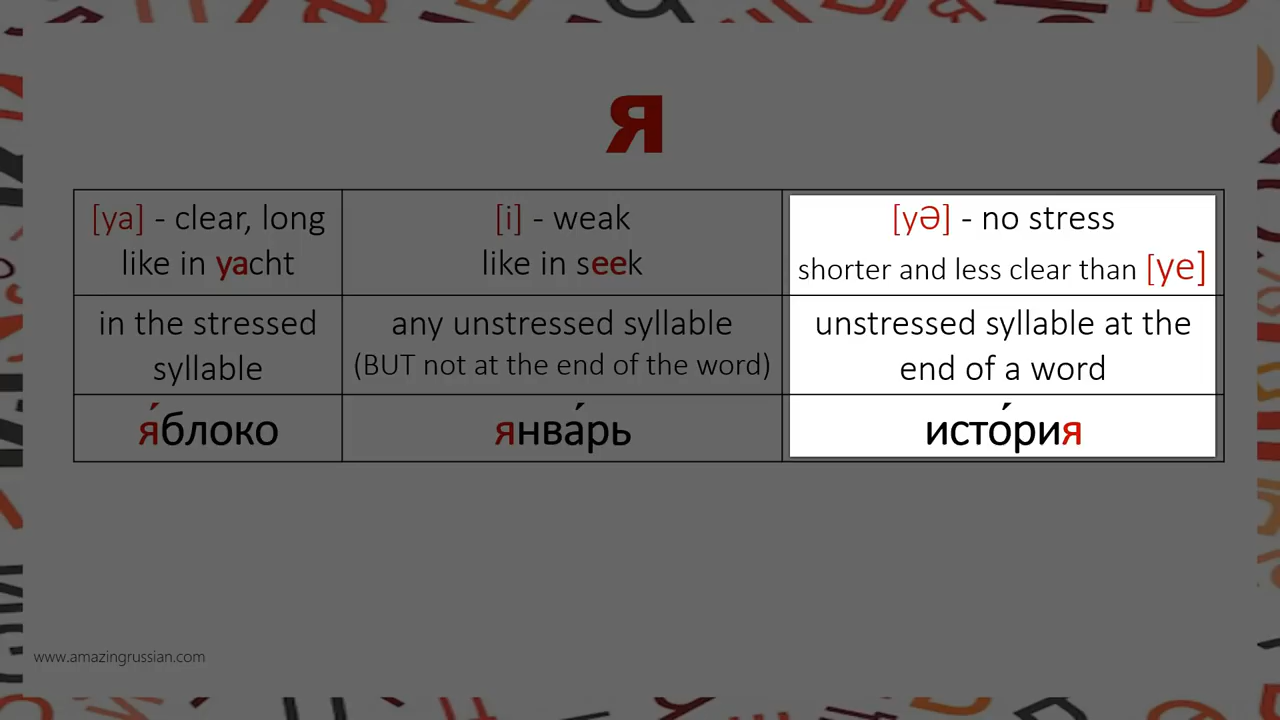 я
[ya] - clear, long
like in yacht
[i] - weak
like in seek
[yə] - no stress
shorter and less clear than [ye]
in the stressed
syllable
any unstressed syllable
(BUT not at the end of the word)
unstressed syllable at the
end of a word
я́блоко
янва́рь
исто́рия
www.amazingrussian.com